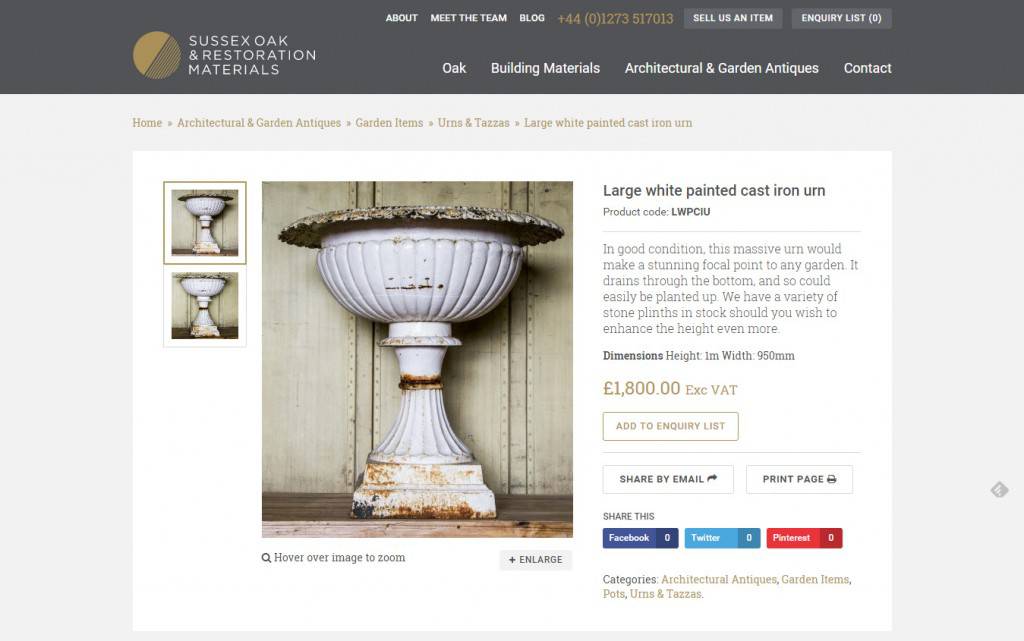 ABOUT MEET THE TEAM BLOG +44 (0)1273 517013 SELL US AN ITEM ENQUIRY LIST (0)
SUSSEX OAK
& RESTORATION
MATERIALS
Oak Building Materials Architectural & Garden Antiques Contact
Home » Architectural & Garden Antiques » Garden Items » Urns & Tazzas » Large white painted cast iron urn
Large white painted cast iron urn
Product code: LWPCIU
In good condition, this massive urn would
make a stunning focal point to any garden. It
drains through the bottom, and so could
easily be planted up. We have a variety of
stone plinths in stock should you wish to
enhance the height even more.
Dimensions Height: 1m Width: 950mm
£1,800.00 Exc VAT
ADD TO ENQUIRY LIST
SHARE BY EMAIL PRINT PAGE
SHARE THIS
Facebook 0 Twitter 0 Pinterest 0
Hover over image to zoom
+ ENLARGE
Categories: Architectural Antiques, Garden Items,
Pots, Urns & Tazzas.